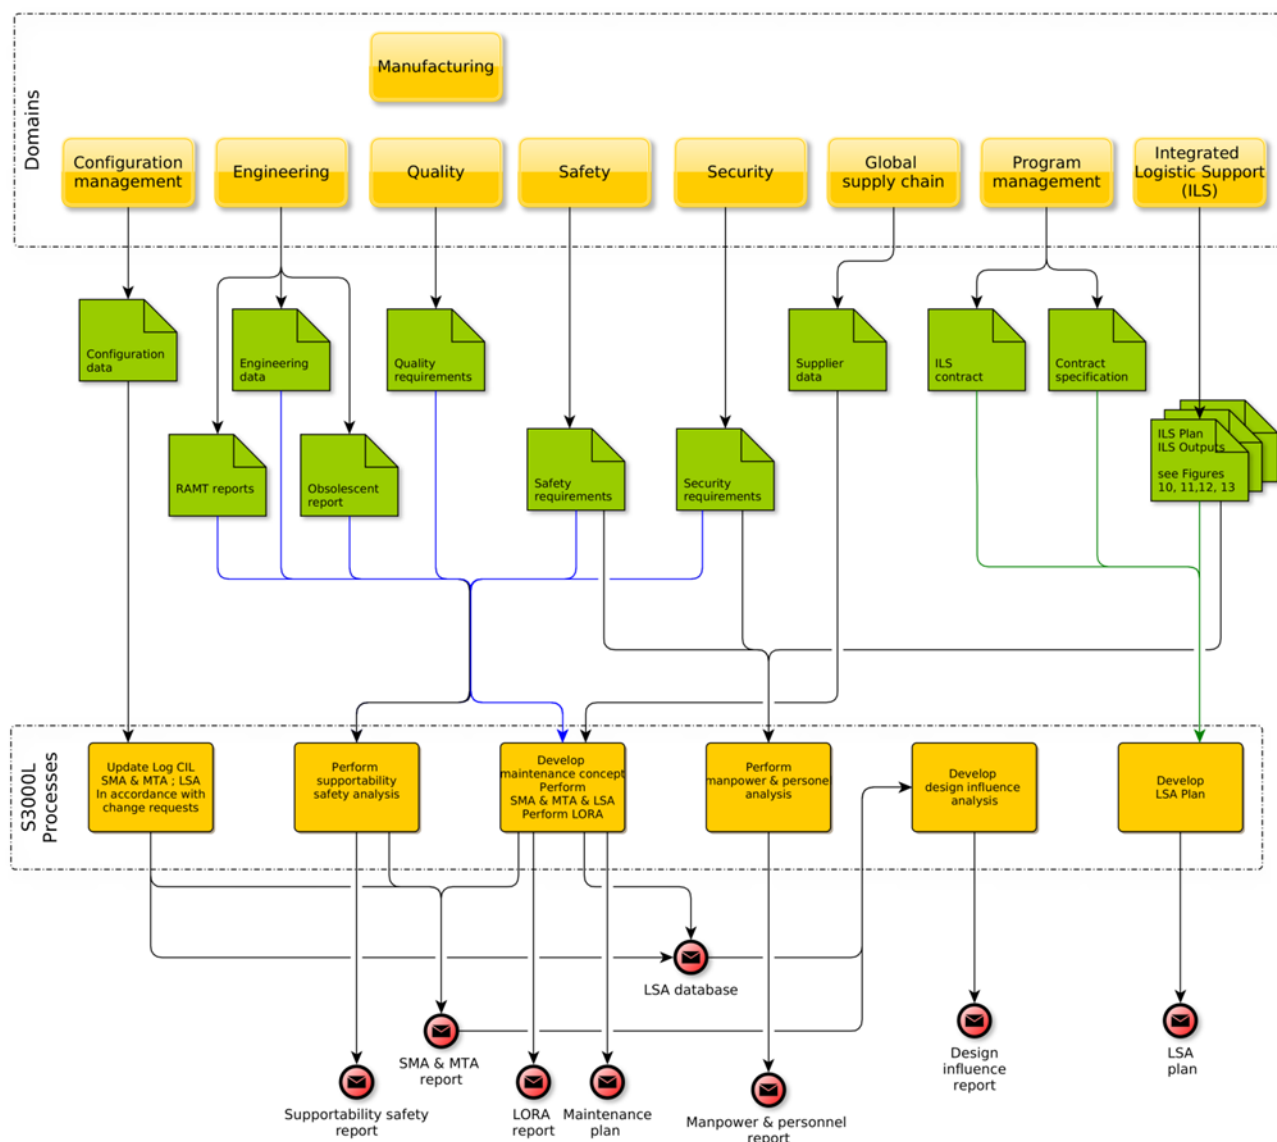 Domains
Manufacturing
Configuration
management
Engineering
Quality
Safety
Security
Global
supply chain
Program
management
Integrated
Logistic Support
(ILS)
Configuration
data
Engineering
data
Quality
requirements
Supplier
data
ILS
contract
Contract
specification
RAMT reports
Obsolescent
report
Safety
requirements
Security
requirements
ILS Plan
ILS Outputs
see Figures
10, 11,12, 13
S3000L
Processes
Update Log CIL
SMA & MTA ; LSA
In accordance with
change requests
Perform
supportability
safety analysis
Develop
maintenance concept
Perform
SMA & MTA & LSA
Perform LORA
Perform
manpower & persone
analysis
Develop
design influence
analysis
Develop
LSA Plan
LSA database
SMA & MTA
report
Design
influence
report
LSA
plan
Supportability safety
report
LORA
report
Maintenance
plan
Manpower & personnel
report